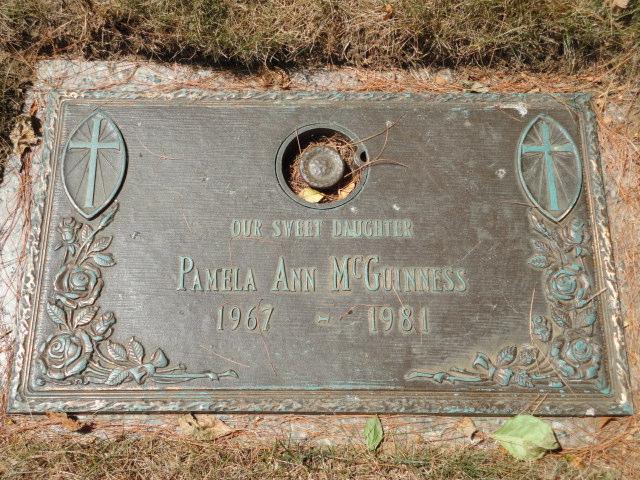 OUR SWEET DAUGHTER
PAMELA ANN MCGUINNESS
1967 ~ 1981